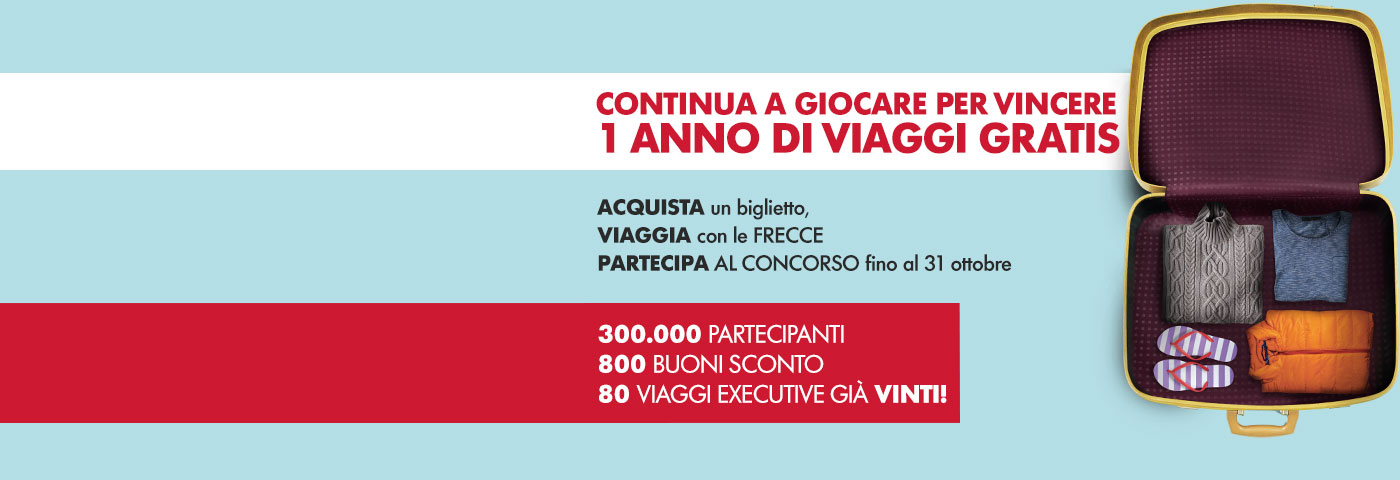 CONTINUA A GIOCARE PER VINCERE
1 ANNO DI VIAGGI GRATIS
ACQUISTA un biglietto,
VIAGGIA con le FRECCE
PARTECIPA AL CONCORSO fino al 31 ottobre
300.000 PARTECIPANTI
800 BUONI SCONTO
80 VIAGGI EXECUTIVE GIÀ VINTI!